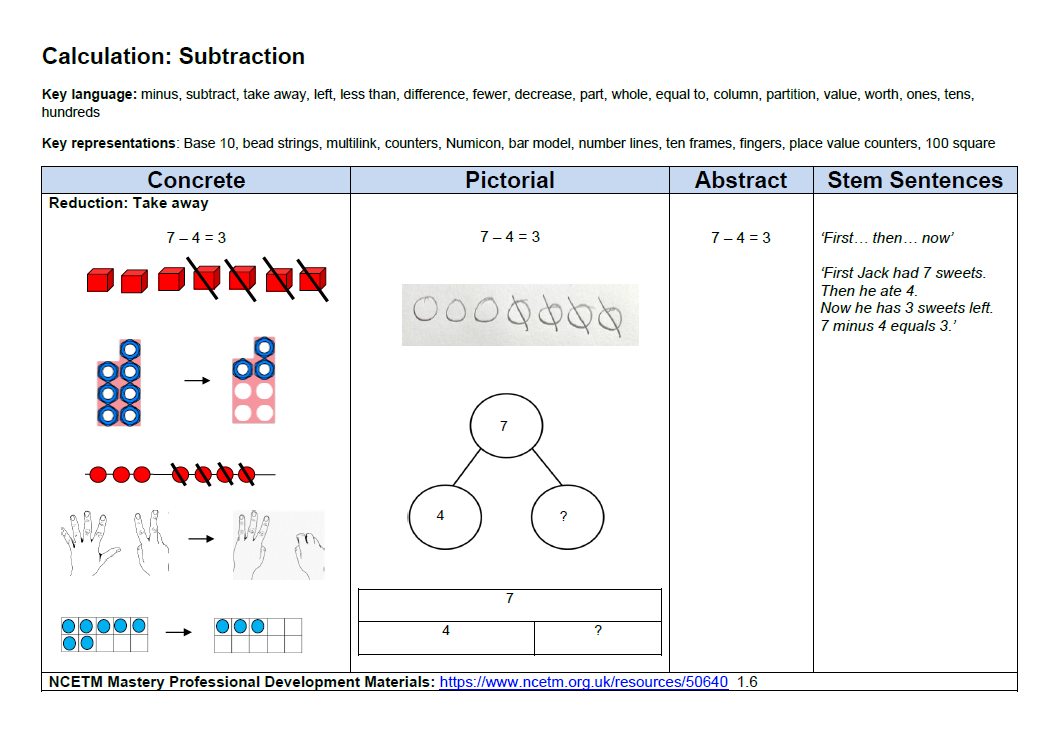 Calculation: Subtraction
Key language: minus, subtract, take away, left, less than, difference, fewer, decrease, part, whole, equal to, column, partition, value, worth, ones, tens,
hundreds
Key representations: Base 10, bead strings, multilink, counters, Numicon, bar model, number lines, ten frames, fingers, place value counters, 100 square
Concrete
Pictorial
Abstract
Stem Sentences
Reduction: Take away
7 – 4 = 3
7 – 4 = 3
7
4
?
7
4
?
7 – 4 = 3
‘First… then… now’
‘First Jack had 7 sweets.
Then he ate 4.
Now he has 3 sweets left.
7 minus 4 equals 3.’
NCETM Mastery Professional Development Materials: https://www.ncetm.org.uk/resources/50640 1.6